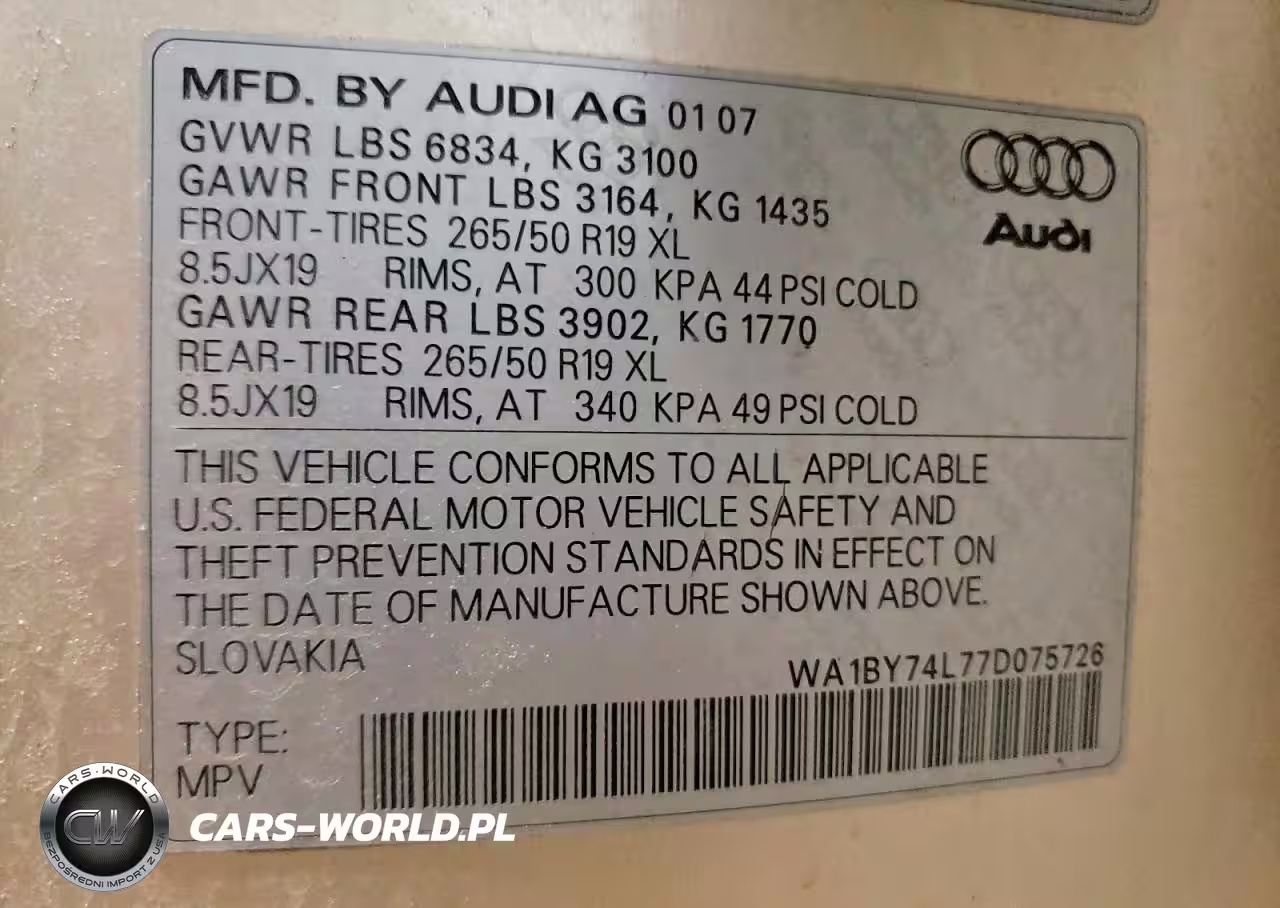 MFD. BY AUDI AG 01 07
GVWR LBS 6834, KG 3100
GAWR FRONT LBS 3164, KG 1435
FRONT-TIRES 265/50 R19 XL
8.5JX19 RIMS, AT 300 KPA 44 PSI COLD
GAWR REAR LBS 3902, KG 1770
REAR-TIRES 265/50 R19 XL
8.5JX19 RIMS, AT 340 KPA 49 PSI COLD
Audi
THIS VEHICLE CONFORMS TO ALL APPLICABLE
U.S. FEDERAL MOTOR VEHICLE SAFETY AND
THEFT PREVENTION STANDARDS IN EFFECT ON
THE DATE OF MANUFACTURE SHOWN ABOVE.
SLOVAKIA
WA1BY74L77D075726
TYPE:
MPV
CARS-WORLD
CW
BEZPOŚREDNI IMPORT Z USA
CARS-WORLD.PL